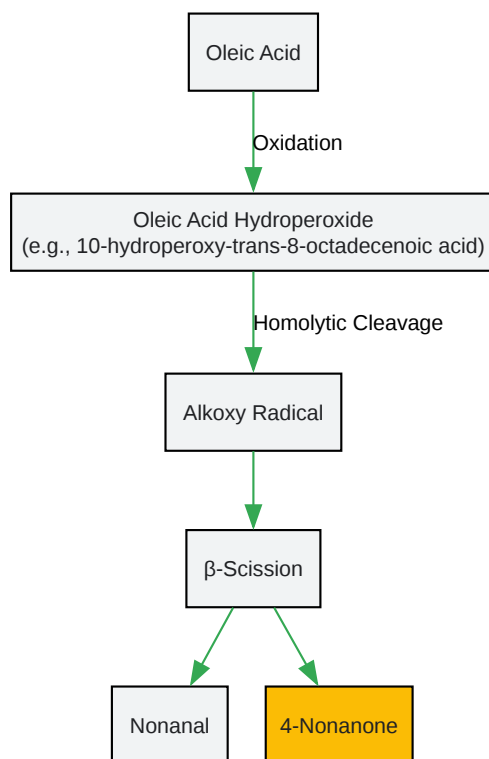 Oleic Acid
Oxidation
Oleic Acid Hydroperoxide
(e.g., 10-hydroperoxy-trans-8-octadecenoic acid)
Homolytic Cleavage
Alkoxy Radical
β-Scission
Nonanal
4-Nonanone